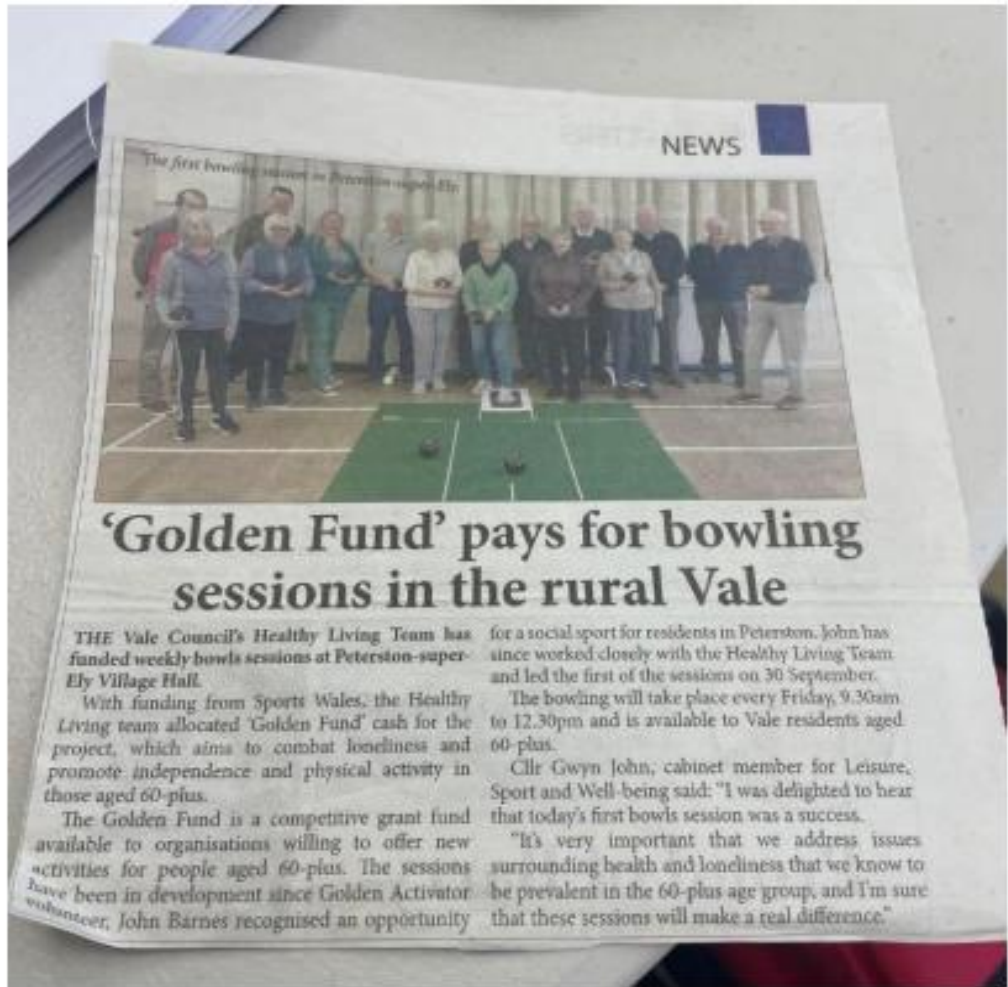 NEWS
The first bowling session in Peterston-super-Ely
'Golden Fund' pays for bowling
sessions in the rural Vale
THE Vale Council's Healthy Living Team has
funded weekly bowls sessions at Peterston-super-
Ely Village Hall.
With funding from Sports Wales, the Healthy
Living team allocated 'Golden Fund' cash for the
project, which aims to combat loneliness and
promote independence and physical activity in
those aged 60-plus.
The Golden Fund is a competitive grant fund
available to organisations willing to offer new
activities for people aged 60-plus. The sessions
have been in development since Golden Activator
volunteer, John Barnes recognised an opportunity
for a social sport for residents in Peterston. John has
since worked closely with the Healthy Living Team
and led the first of the sessions on 30 September.
The bowling will take place every Friday, 9.30am
to 12.30pm and is available to Vale residents aged
60-plus.
Cllr Gwyn John, cabinet member for Leisure,
Sport and Well-being said: "I was delighted to hear
that today's first bowls session was a success.
"It's very important that we address issues
surrounding health and loneliness that we know to
be prevalent in the 60-plus age group, and I'm sure
that these sessions will make a real difference."